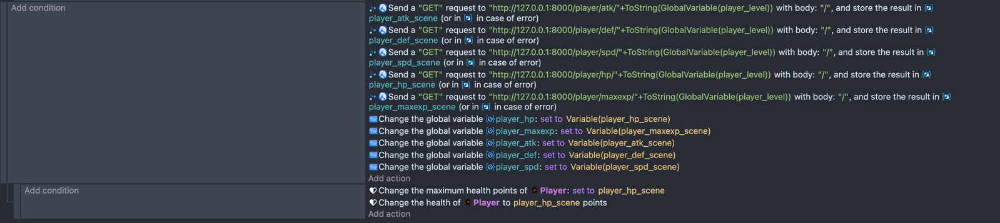 Add condition
Send a "GET" request to "http://127.0.0.1:8000/player/atk/"+ToString(GlobalVariable(player_level)) with body: "/", and store the result in
player_atk_scene (or in in case of error)
Send a "GET" request to "http://127.0.0.1:8000/player/def/"+ToString(GlobalVariable(player_level)) with body: "/", and store the result in
player_def_scene (or in in case of error)
Send a "GET" request to "http://127.0.0.1:8000/player/spd/"+ToString(GlobalVariable(player_level)) with body: "/", and store the result in
player_spd_scene (or in in case of error)
Send a "GET" request to "http://127.0.0.1:8000/player/hp/"+ToString(GlobalVariable(player_level)) with body: "/", and store the result in
player_hp_scene (or in in case of error)
Send a "GET" request to "http://127.0.0.1:8000/player/maxexp/"+ToString(GlobalVariable(player_level)) with body: "/", and store the result in
player_maxexp_scene (or in in case of error)
Change the global variable player_hp: set to Variable(player_hp_scene)
Change the global variable player_maxexp: set to Variable(player_maxexp_scene)
Change the global variable player_atk: set to Variable(player_atk_scene)
Change the global variable player_def: set to Variable(player_def_scene)
Change the global variable player_spd: set to Variable(player_spd_scene)
Add action
Add condition
Change the maximum health points of Player: set to player_hp_scene
Change the health of Player to player_hp_scene points
Add action